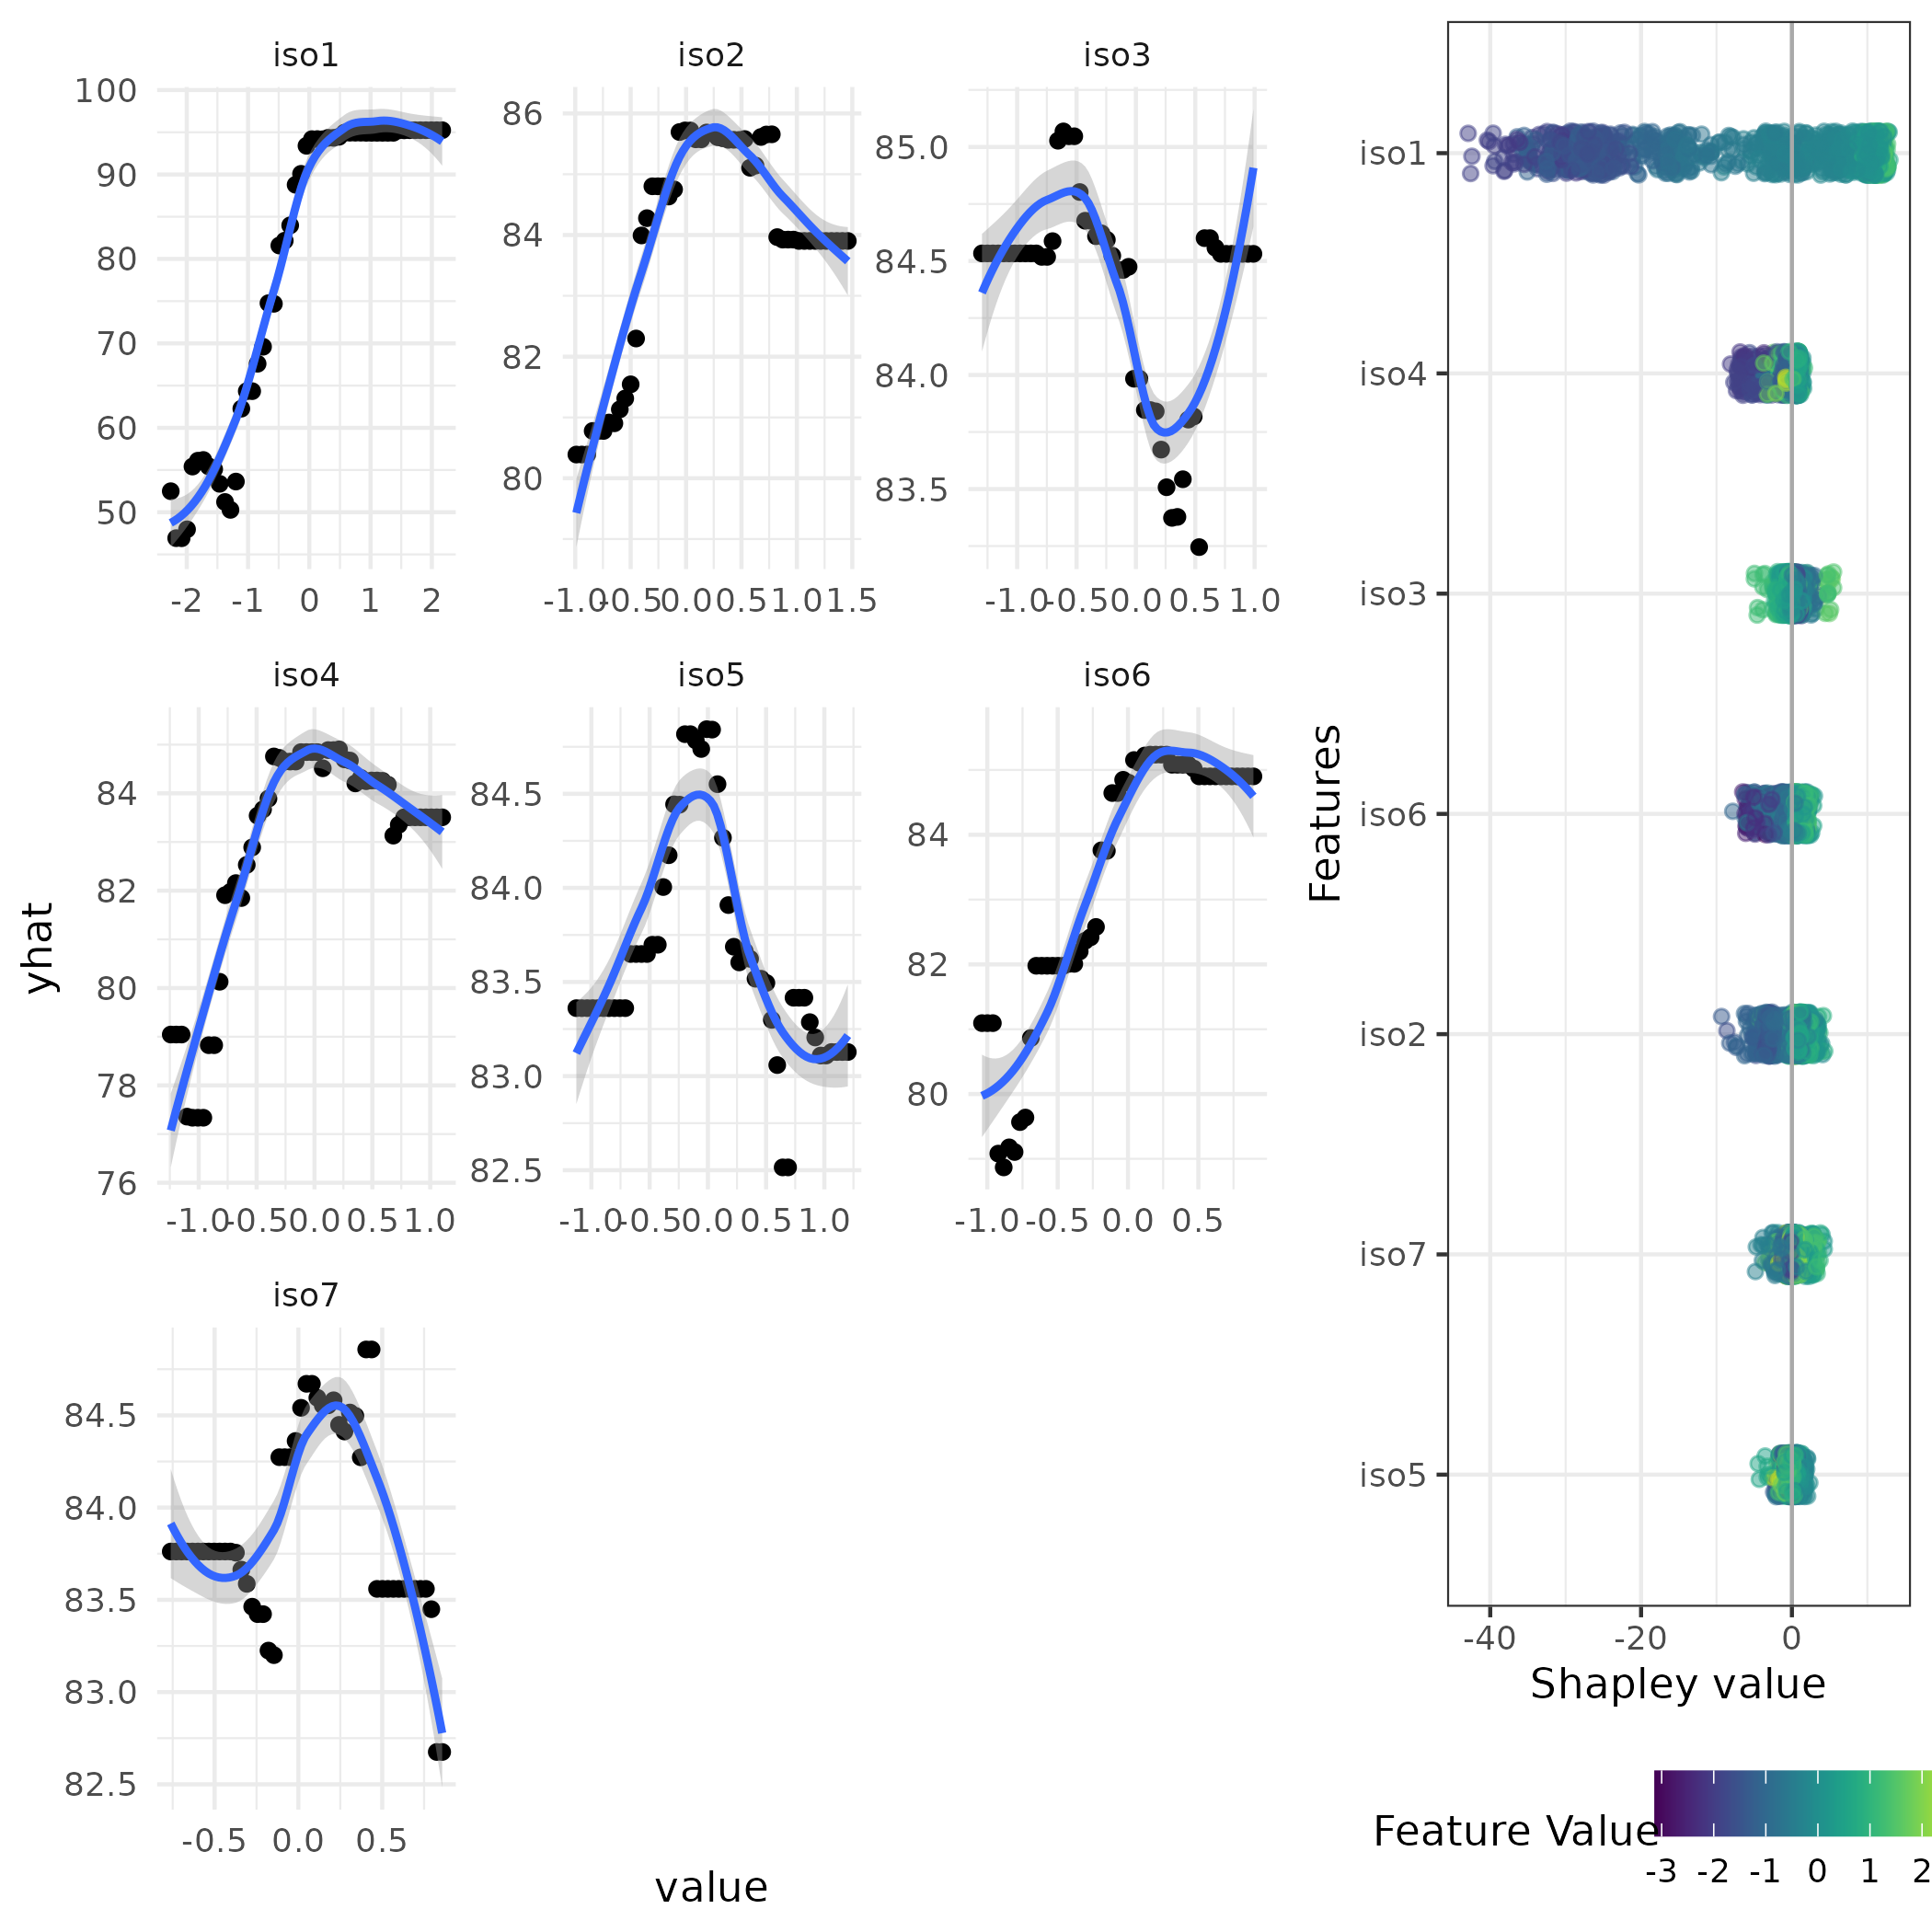 iso1 iso2 iso3
100
90
80
70
60
50
-2 -1 0 1 2
86
84
82
80
-1.0 -0.5 0.0 0.5 1.0 1.5
85.0
84.5
84.0
83.5
-1.0 -0.5 0.0 0.5 1.0
iso4 iso5 iso6
yhat
84
82
80
78
76
-1.0 -0.5 0.0 0.5 1.0
84.5
84.0
83.5
83.0
82.5
-1.0 -0.5 0.0 0.5 1.0
84
82
80
-1.0 -0.5 0.0 0.5
iso7
84.5
84.0
83.5
83.0
82.5
-0.5 0.0 0.5
value
Features
iso1
iso4
iso3
iso6
iso2
iso7
iso5
-40 -20 0
Shapley value
Feature Value
-3 -2 -1 0 1 2